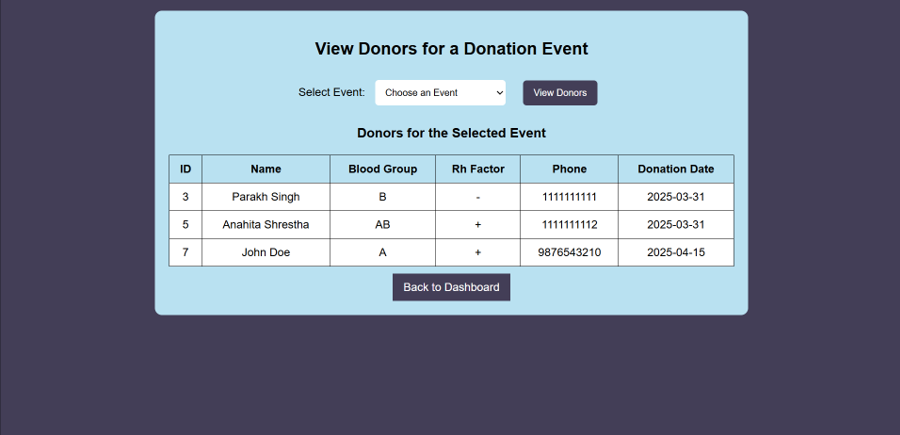 View Donors for a Donation Event
Select Event: Choose an Event View Donors
Donors for the Selected Event
ID Name Blood Group Rh Factor Phone Donation Date
3 Parakh Singh B - 1111111111 2025-03-31
5 Anahita Shrestha AB + 1111111112 2025-03-31
7 John Doe A + 9876543210 2025-04-15
Back to Dashboard